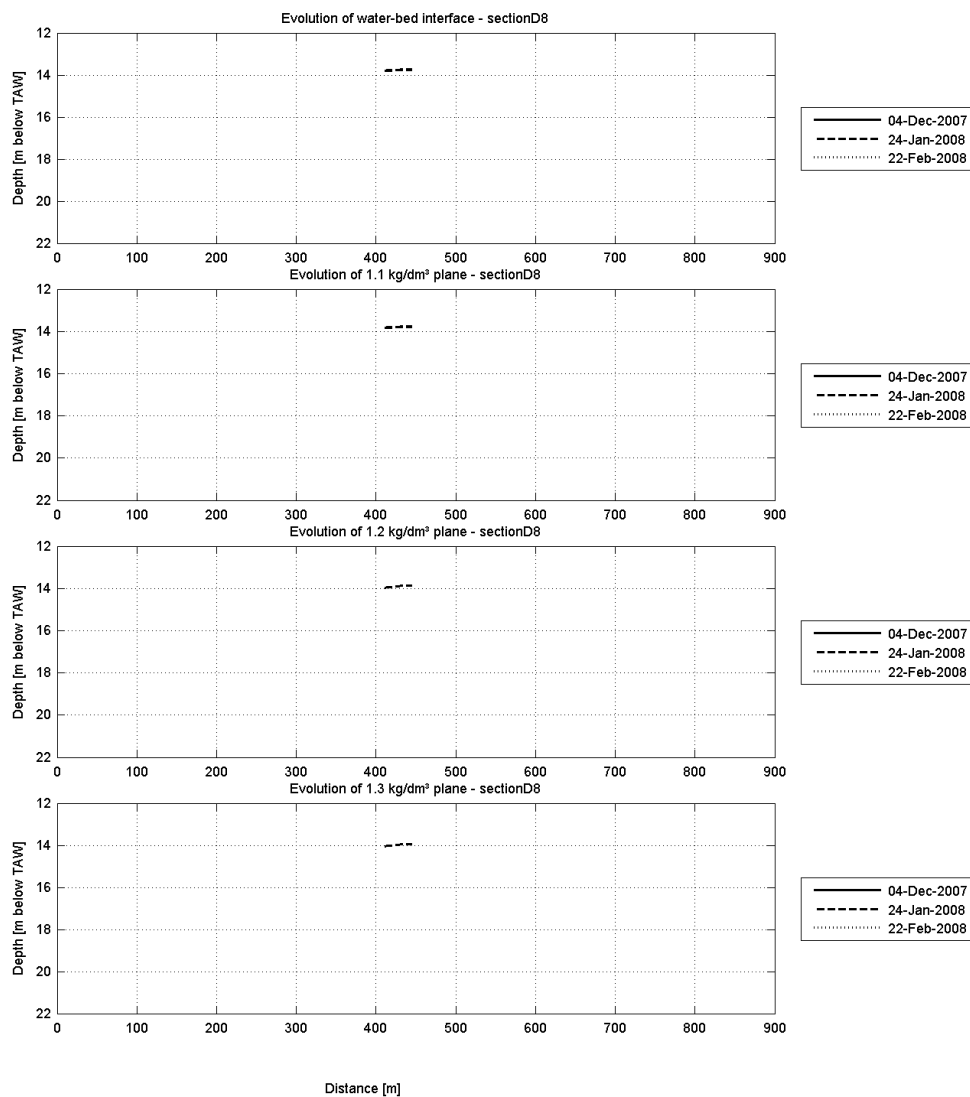 Evolution of water-bed interface - sectionD8
12
14
16
18
20
22
Depth [m below TAW]
0 100 200 300 400 500 600 700 800 900
04-Dec-2007
24-Jan-2008
22-Feb-2008
Evolution of 1.1 kg/dm³ plane - sectionD8
12
14
16
18
20
22
Depth [m below TAW]
0 100 200 300 400 500 600 700 800 900
04-Dec-2007
24-Jan-2008
22-Feb-2008
Evolution of 1.2 kg/dm³ plane - sectionD8
12
14
16
18
20
22
Depth [m below TAW]
0 100 200 300 400 500 600 700 800 900
04-Dec-2007
24-Jan-2008
22-Feb-2008
Evolution of 1.3 kg/dm³ plane - sectionD8
12
14
16
18
20
22
Depth [m below TAW]
0 100 200 300 400 500 600 700 800 900
04-Dec-2007
24-Jan-2008
22-Feb-2008
Distance [m]